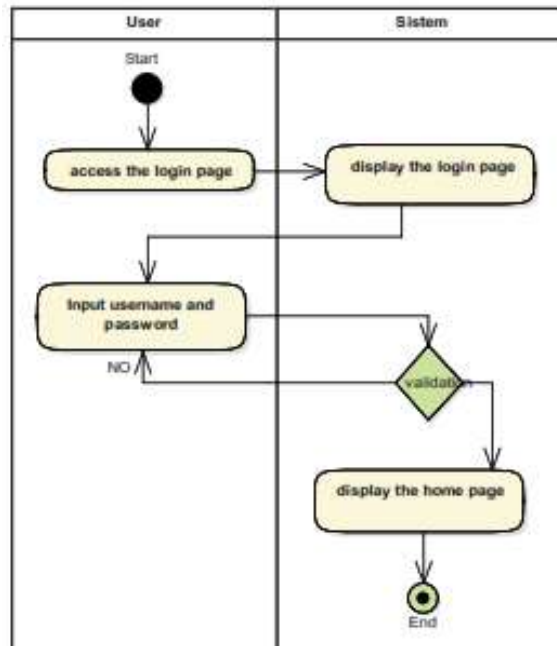 User
Sistem
Start
access the login page
display the login page
Input username and
password
NO
validation
display the home page
End